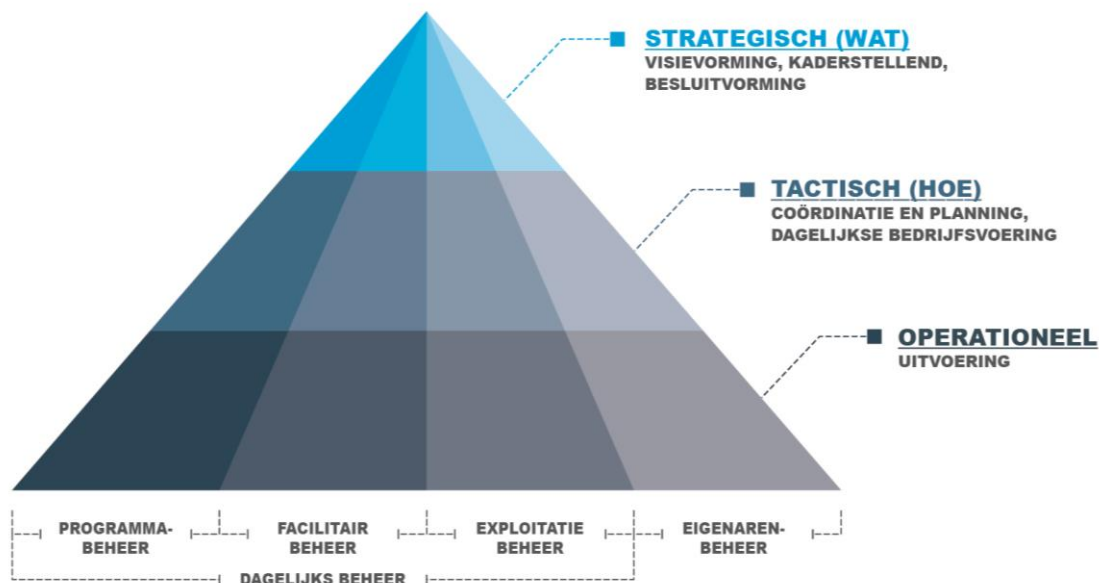 STRATEGISCH (WAT)
VISIEVORMING, KADERSTELLEND,
BESLUITVORMING
TACTISCH (HOE)
COÖRDINATIE EN PLANNING,
DAGELIJKSE BEDRIJFSVOERING
OPERATIONEEL
UITVOERING
PROGRAMMA-
BEHEER
FACILITAIR
BEHEER
EXPLOITATIE
BEHEER
EIGENAREN-
BEHEER
DAGELIJKS BEHEER